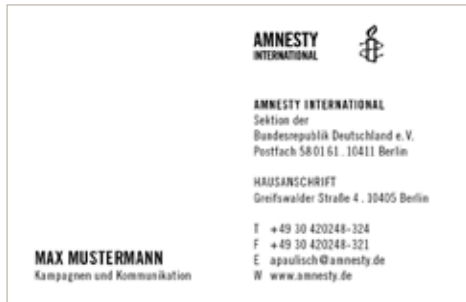 AMNESTY
INTERNATIONAL
AMNESTY INTERNATIONAL
Sektion der
Bundesrepublik Deutschland e. V.
Postfach 58 01 61 . 10411 Berlin
HAUSANSCHRIFT
Greifswalder Straße 4 . 10405 Berlin
T +49 30 420248-324
F +49 30 420248-321
E apaulisch@amnesty.de
W www.amnesty.de
MAX MUSTERMANN
Kampagnen und Kommunikation